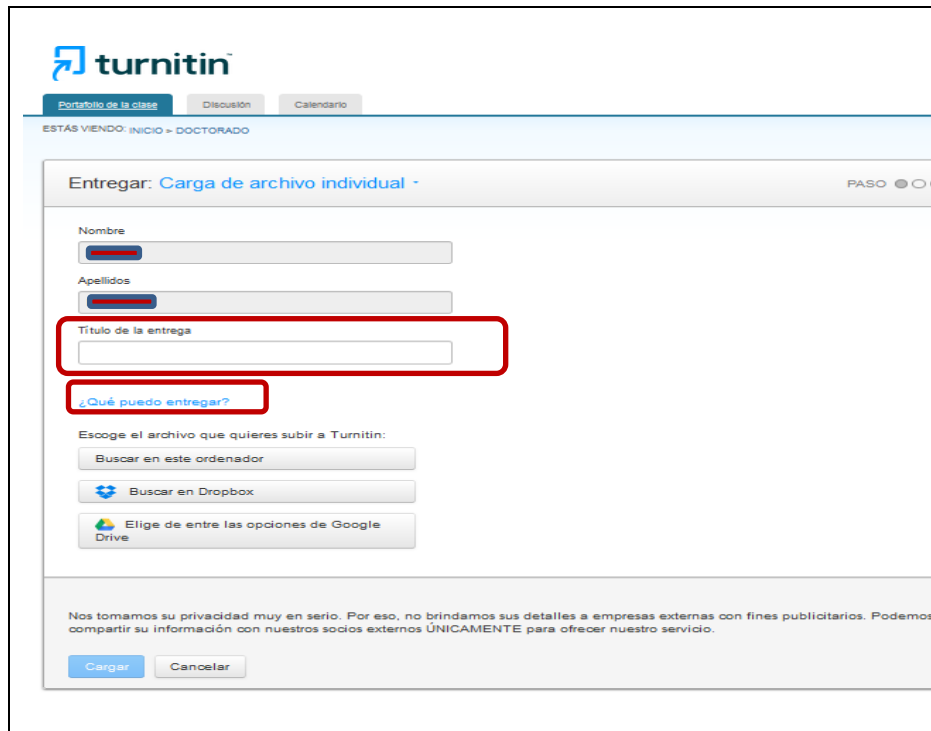 turnitin
Portafolio de la clase
Discusión
Calendario
ESTÁS VIENDO: INICIO > DOCTORADO
Entregar: Carga de archivo individual
PASO
Nombre
Apellidos
Título de la entrega
¿Qué puedo entregar?
Escoge el archivo que quieres subir a Turnitin:
Buscar en este ordenador
Buscar en Dropbox
Elige de entre las opciones de Google
Drive
Nos tomamos su privacidad muy en serio. Por eso, no brindamos sus detalles a empresas externas con fines publicitarios. Podemos
compartir su información con nuestros socios externos ÚNICAMENTE para ofrecer nuestro servicio.
Cargar
Cancelar